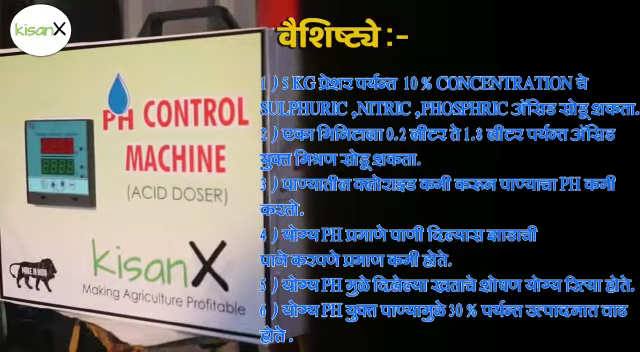 kisanX
वैशिष्ट्ये :-
PH CONTROL
MACHINE
(ACID DOSER)
kisanX
Making Agriculture Profitable
MAKE IN INDIA
1 ) 5 KG प्रेशर पर्यन्त 10 % CONCENTRATION चे
SULPHURIC ,NITRIC ,PHOSPHRIC ॲसिड सोडू शकता.
2 ) एका मिनिटाला 0.2 लीटर ते 1.8 लीटर पर्यन्त ॲसिड
युक्त मिश्रण सोडू शकता.
3 ) पाण्यातील क्लोराइड कमी करून पाण्याचा PH कमी
करतो.
4 ) योग्य PH प्रमाणे पाणी दिल्यास झाडाची
पाने करपणे प्रमाण कमी होते.
5 ) योग्य PH मुळे दिलेल्या खताचे शोषण योग्य रित्या होते.
6 ) योग्य PH युक्त पाण्यामुळे 30 % पर्यन्त उत्पादनात वाढ
होते .